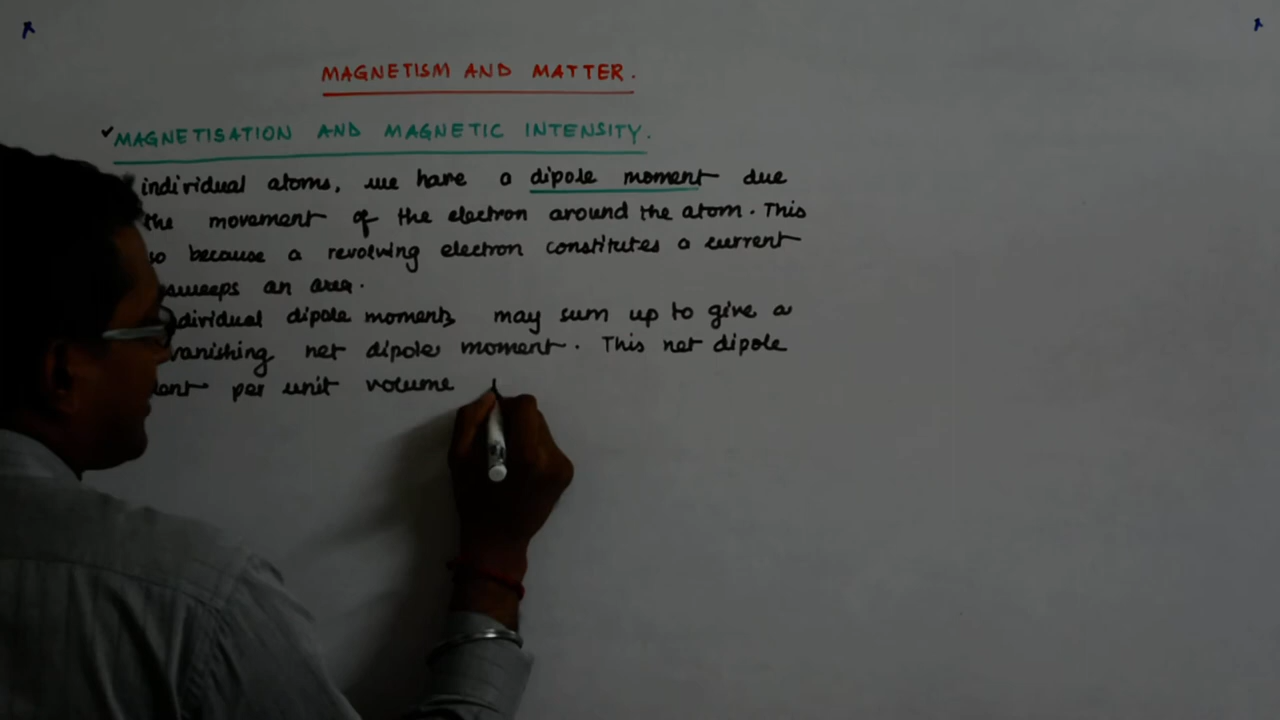 MAGNETISM AND MATTER.
MAGNETISATION AND MAGNETIC INTENSITY.
individual atoms, we have a dipole moment due
the movement of the electron around the atom. This
so because a revolving electron constitutes a current
sweeps an area.
dividual dipole moments may sum up to give a
vanishing net dipole moment. This net dipole
per unit volume